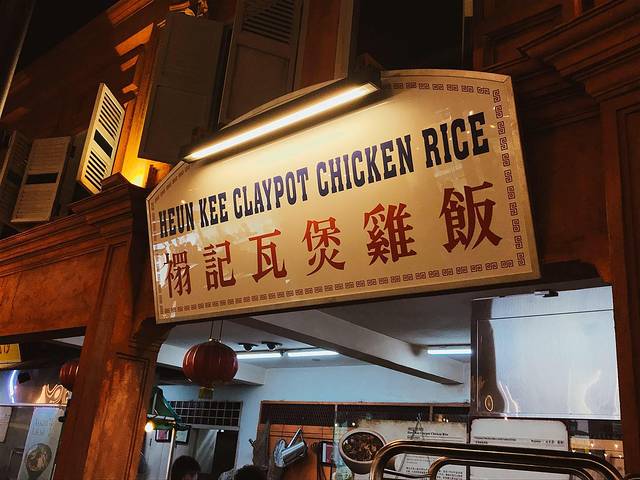 HEUN KEE CLAYPOT CHICKEN RICE
禤記瓦煲雞飯